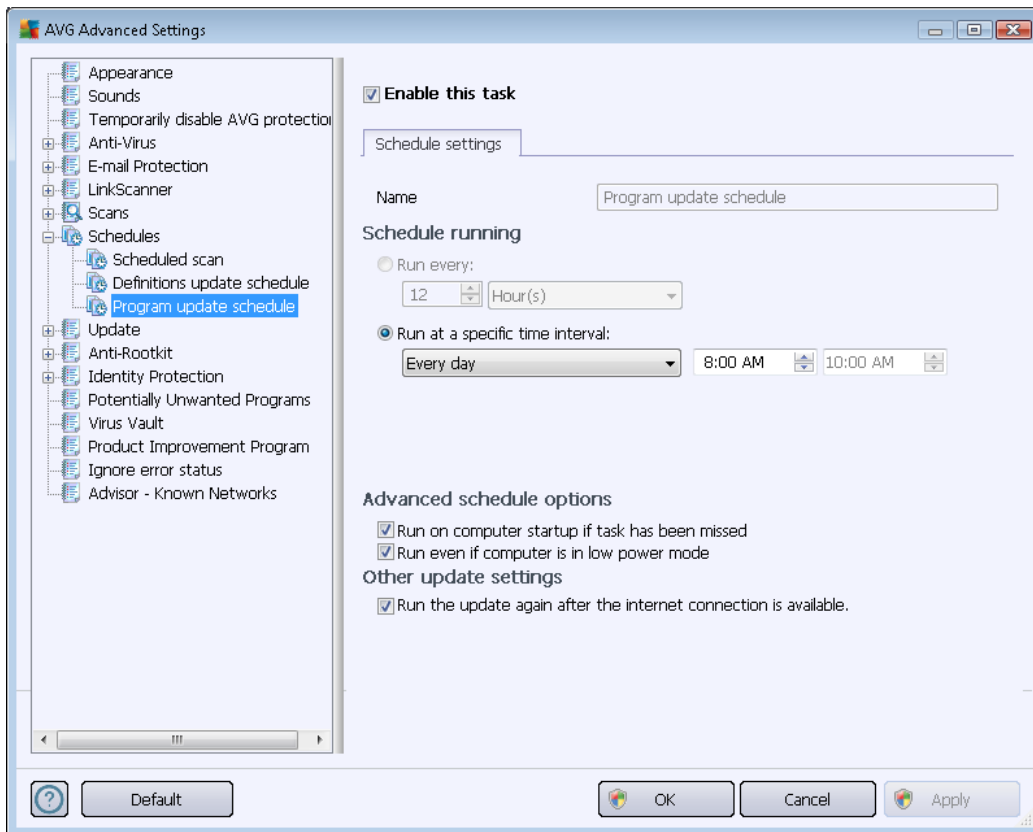 AVG Advanced Settings
Appearance
Sounds
Temporarily disable AVG protection
Anti-Virus
E-mail Protection
LinkScanner
Scans
Schedules
Scheduled scan
Definitions update schedule
Program update schedule
Update
Anti-Rootkit
Identity Protection
Potentially Unwanted Programs
Virus Vault
Product Improvement Program
Ignore error status
Advisor - Known Networks
Enable this task
Schedule settings
Name Program update schedule
Schedule running
Run every:
12 Hour(s)
Run at a specific time interval:
Every day 8:00 AM 10:00 AM
Advanced schedule options
Run on computer startup if task has been missed
Run even if computer is in low power mode
Other update settings
Run the update again after the internet connection is available.
? Default OK Cancel Apply